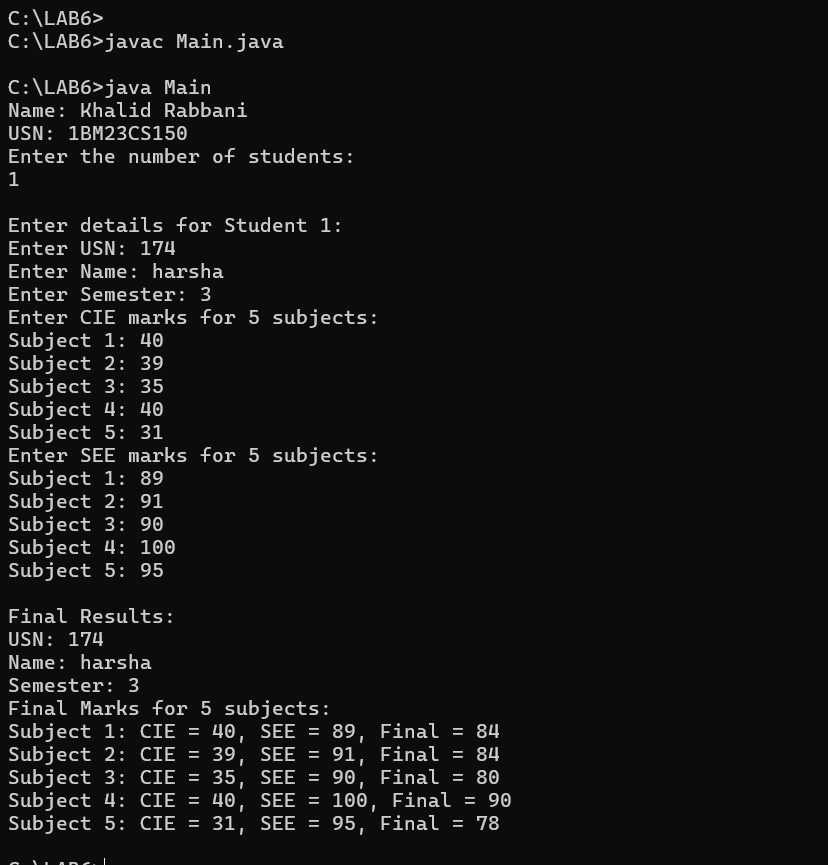 C:\LAB6>
C:\LAB6>javac Main.java
C:\LAB6>java Main
Name: Khalid Rabbani
USN: 1BM23CS150
Enter the number of students:
1
Enter details for Student 1:
Enter USN: 174
Enter Name: harsha
Enter Semester: 3
Enter CIE marks for 5 subjects:
Subject 1: 40
Subject 2: 39
Subject 3: 35
Subject 4: 40
Subject 5: 31
Enter SEE marks for 5 subjects:
Subject 1: 89
Subject 2: 91
Subject 3: 90
Subject 4: 100
Subject 5: 95
Final Results:
USN: 174
Name: harsha
Semester: 3
Final Marks for 5 subjects:
Subject 1: CIE = 40, SEE = 89, Final = 84
Subject 2: CIE = 39, SEE = 91, Final = 84
Subject 3: CIE = 35, SEE = 90, Final = 80
Subject 4: CIE = 40, SEE = 100, Final = 90
Subject 5: CIE = 31, SEE = 95, Final = 78
C:\LAB6>